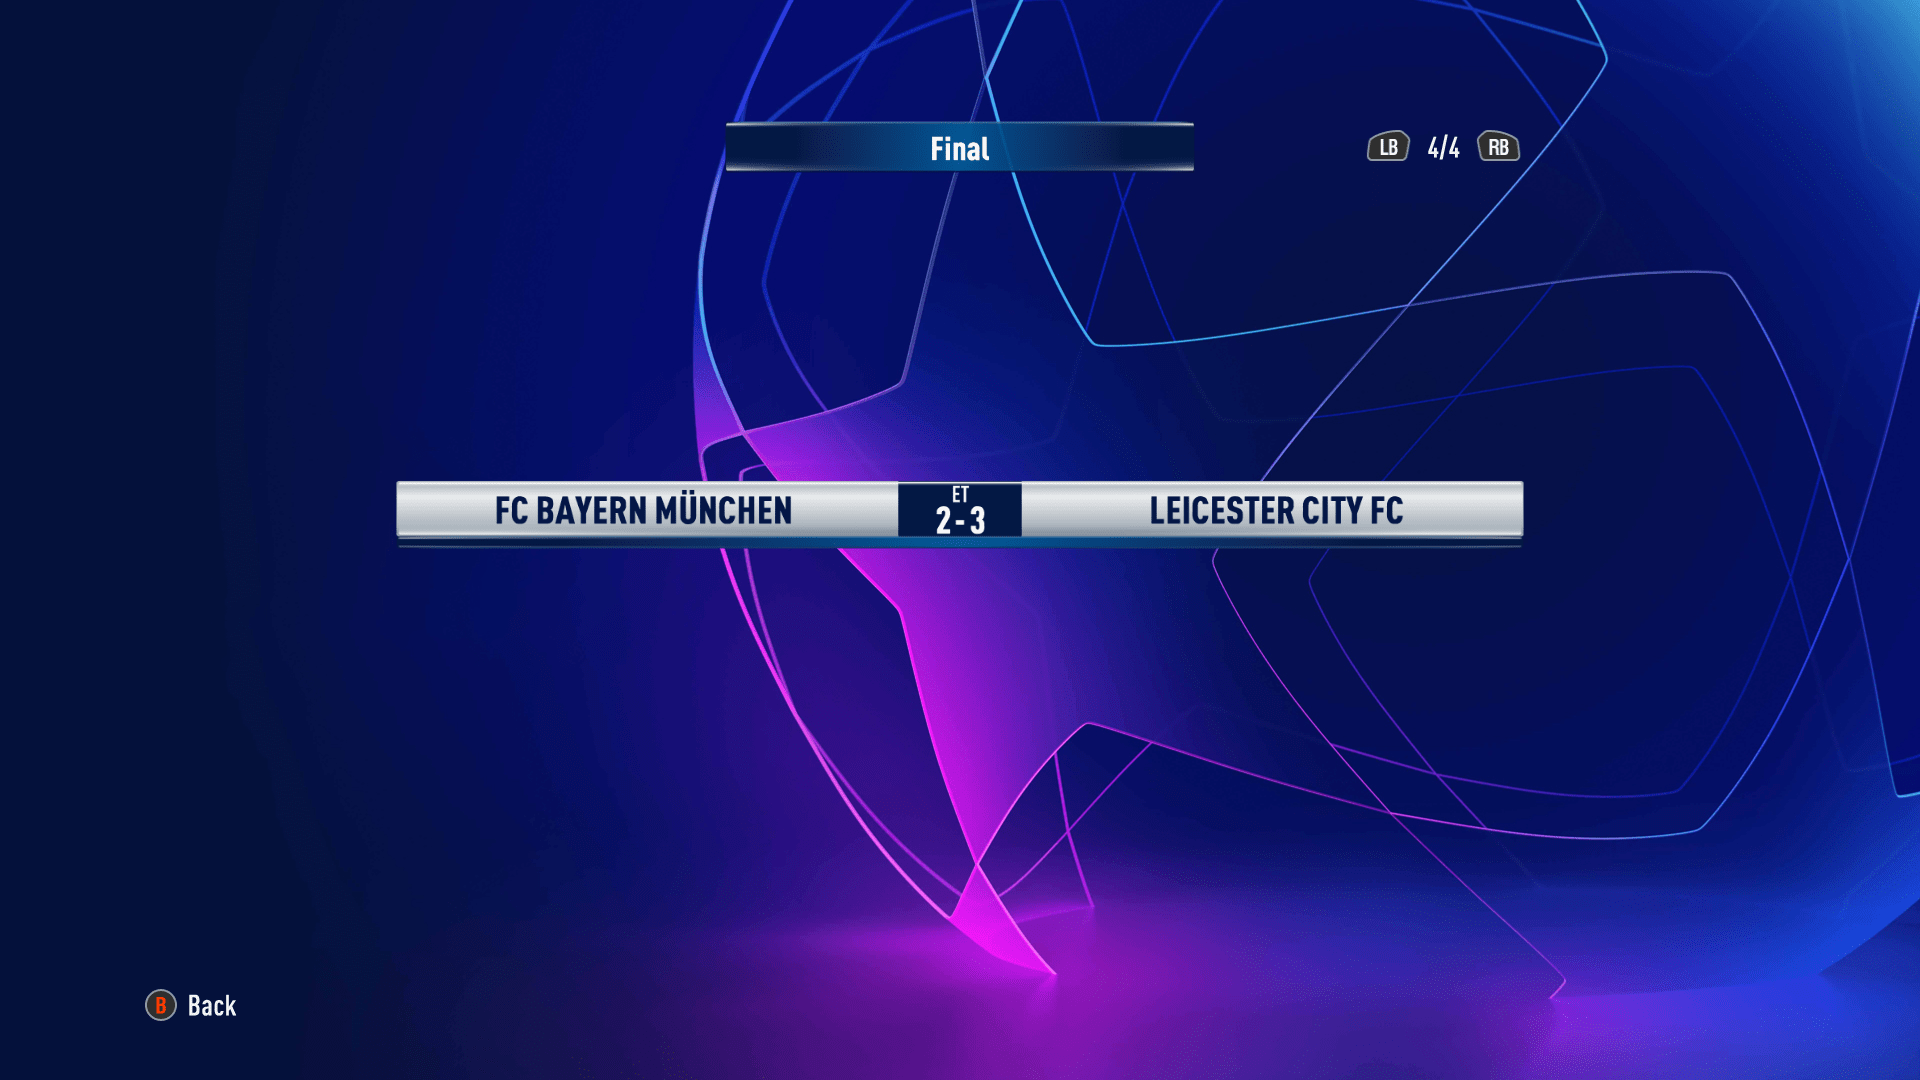 Final
LB 4/4 RB
FC BAYERN MÜNCHEN
ET
2-3
LEICESTER CITY FC
B Back